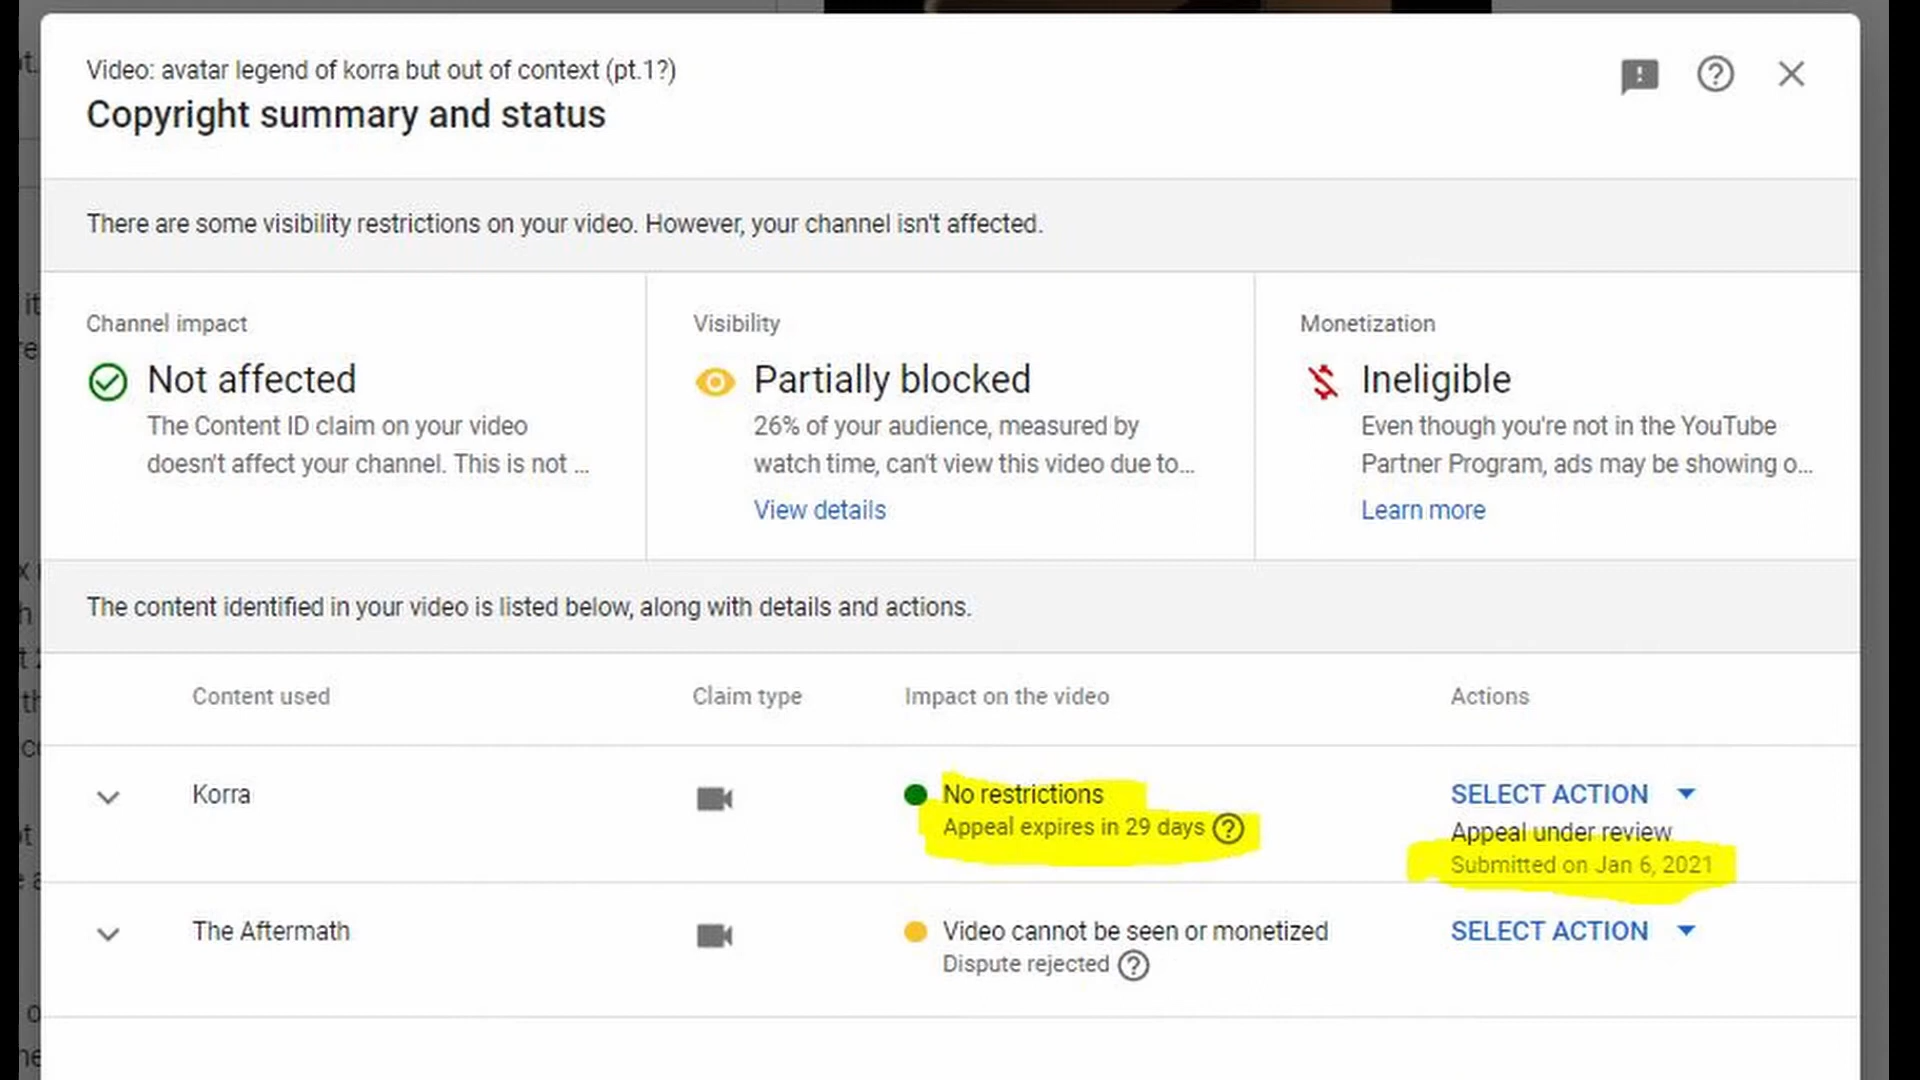 Video: avatar legend of korra but out of context (pt.1?)
Copyright summary and status
There are some visibility restrictions on your video. However, your channel isn't affected.
Channel impact
Not affected
The Content ID claim on your video
doesn't affect your channel. This is not ...
Visibility
Partially blocked
26% of your audience, measured by
watch time, can't view this video due to...
View details
Monetization
Ineligible
Even though you're not in the YouTube
Partner Program, ads may be showing o...
Learn more
The content identified in your video is listed below, along with details and actions.
Content used Claim type Impact on the video Actions
Korra No restrictions SELECT ACTION
Appeal expires in 29 days Appeal under review
Submitted on Jan 6, 2021
The Aftermath Video cannot be seen or monetized SELECT ACTION
Dispute rejected